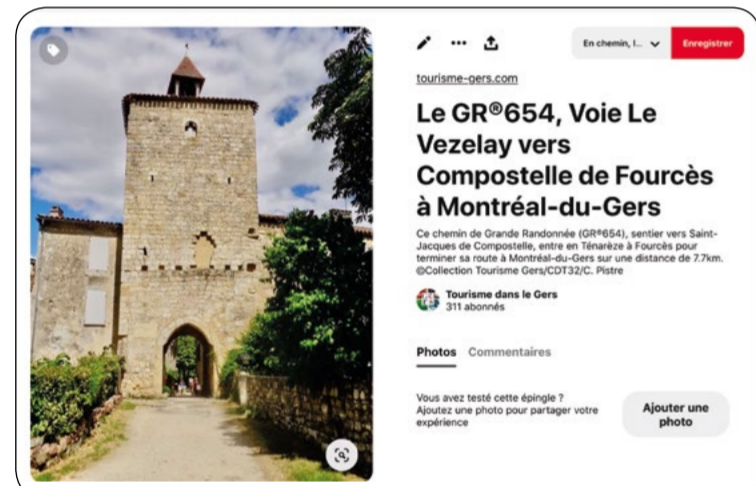 En chemin, l...
Enregistrer
tourisme-gers.com
Le GR®654, Voie Le
Vezelay vers
Compostelle de Fourcès
à Montréal-du-Gers
Ce chemin de Grande Randonnée (GR®654), sentier vers Saint-
Jacques de Compostelle, entre en Ténarèze à Fourcès pour
terminer sa route à Montréal-du-Gers sur une distance de 7.7km.
©Collection Tourisme Gers/CDT32/C. Pistre
Tourisme dans le Gers
311 abonnés
Photos Commentaires
Vous avez testé cette épingle ?
Ajoutez une photo pour partager votre
expérience
Ajouter une
photo